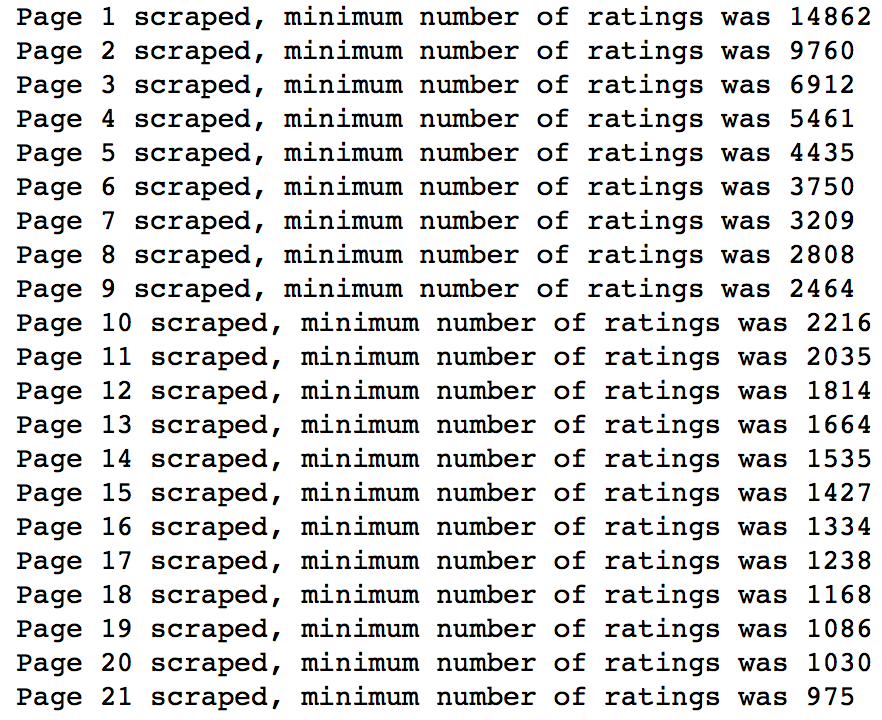 Page 1 scraped, minimum number of ratings was 14862
Page 2 scraped, minimum number of ratings was 9760
Page 3 scraped, minimum number of ratings was 6912
Page 4 scraped, minimum number of ratings was 5461
Page 5 scraped, minimum number of ratings was 4435
Page 6 scraped, minimum number of ratings was 3750
Page 7 scraped, minimum number of ratings was 3209
Page 8 scraped, minimum number of ratings was 2808
Page 9 scraped, minimum number of ratings was 2464
Page 10 scraped, minimum number of ratings was 2216
Page 11 scraped, minimum number of ratings was 2035
Page 12 scraped, minimum number of ratings was 1814
Page 13 scraped, minimum number of ratings was 1664
Page 14 scraped, minimum number of ratings was 1535
Page 15 scraped, minimum number of ratings was 1427
Page 16 scraped, minimum number of ratings was 1334
Page 17 scraped, minimum number of ratings was 1238
Page 18 scraped, minimum number of ratings was 1168
Page 19 scraped, minimum number of ratings was 1086
Page 20 scraped, minimum number of ratings was 1030
Page 21 scraped, minimum number of ratings was 975